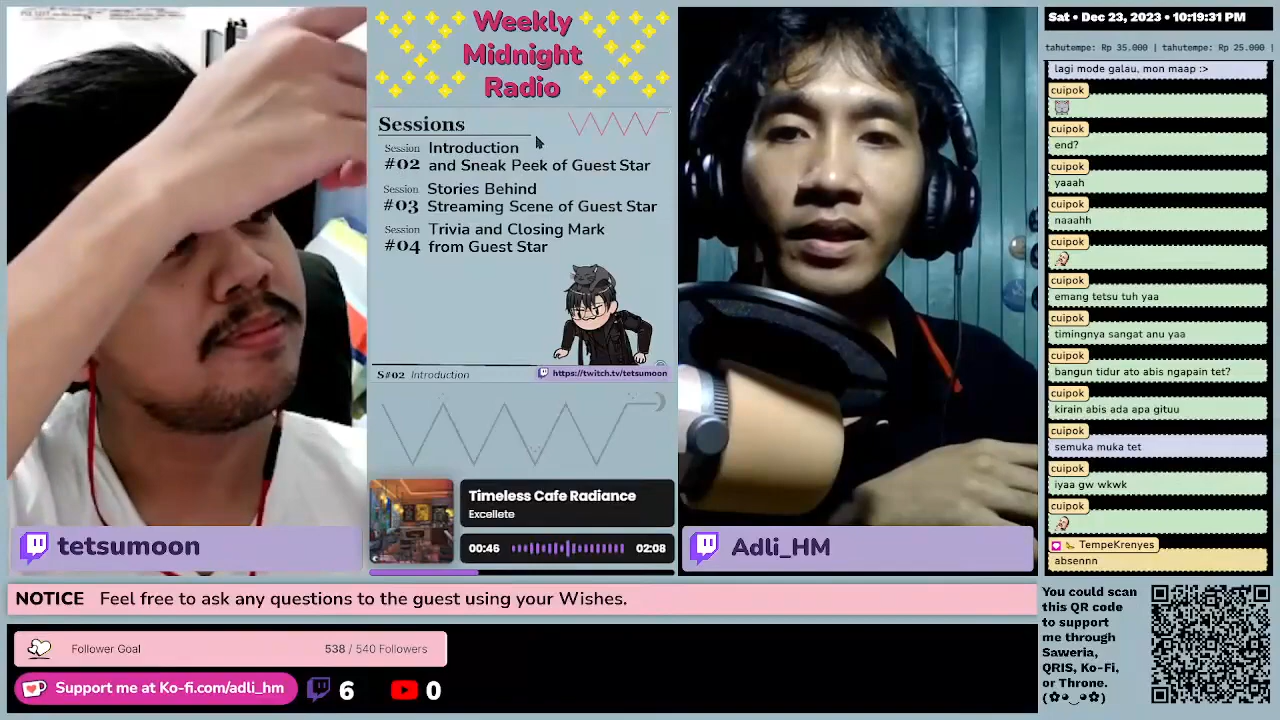 Weekly
Midnight
Radio
Sessions
Session
#02
Introduction
and Sneak Peek of Guest Star
Session
#03
Stories Behind
Streaming Scene of Guest Star
Session
#04
Trivia and Closing Mark
from Guest Star
S#02 Introduction
https://twitch.tv/tetsumoon
Timeless Cafe Radiance
Excellete
00:46
02:08
tetsumoon
Adli_HM
Sat • Dec 23, 2023 • 10:19:31 PM
tahutempe: Rp 35.000 | tahutempe: Rp 25.000 |
lagi mode galau, mon maap :>
cuipok
cuipok
end?
cuipok
yaaah
cuipok
naaahh
cuipok
cuipok
emang tetsu tuh yaa
cuipok
timingnya sangat anu yaa
cuipok
bangun tidur ato abis ngapain tet?
cuipok
kirain abis ada apa gituu
cuipok
semuka muka tet
cuipok
iyaa gw wkwk
cuipok
TempeKrenyes
absennn
NOTICE Feel free to ask any questions to the guest using your Wishes.
Follower Goal
538 / 540 Followers
Support me at Ko-fi.com/adli_hm
6
0
You could scan
this QR code
to support
me through
Saweria,
QRIS, Ko-Fi,
or Throne.
(✿◕‿◕✿)